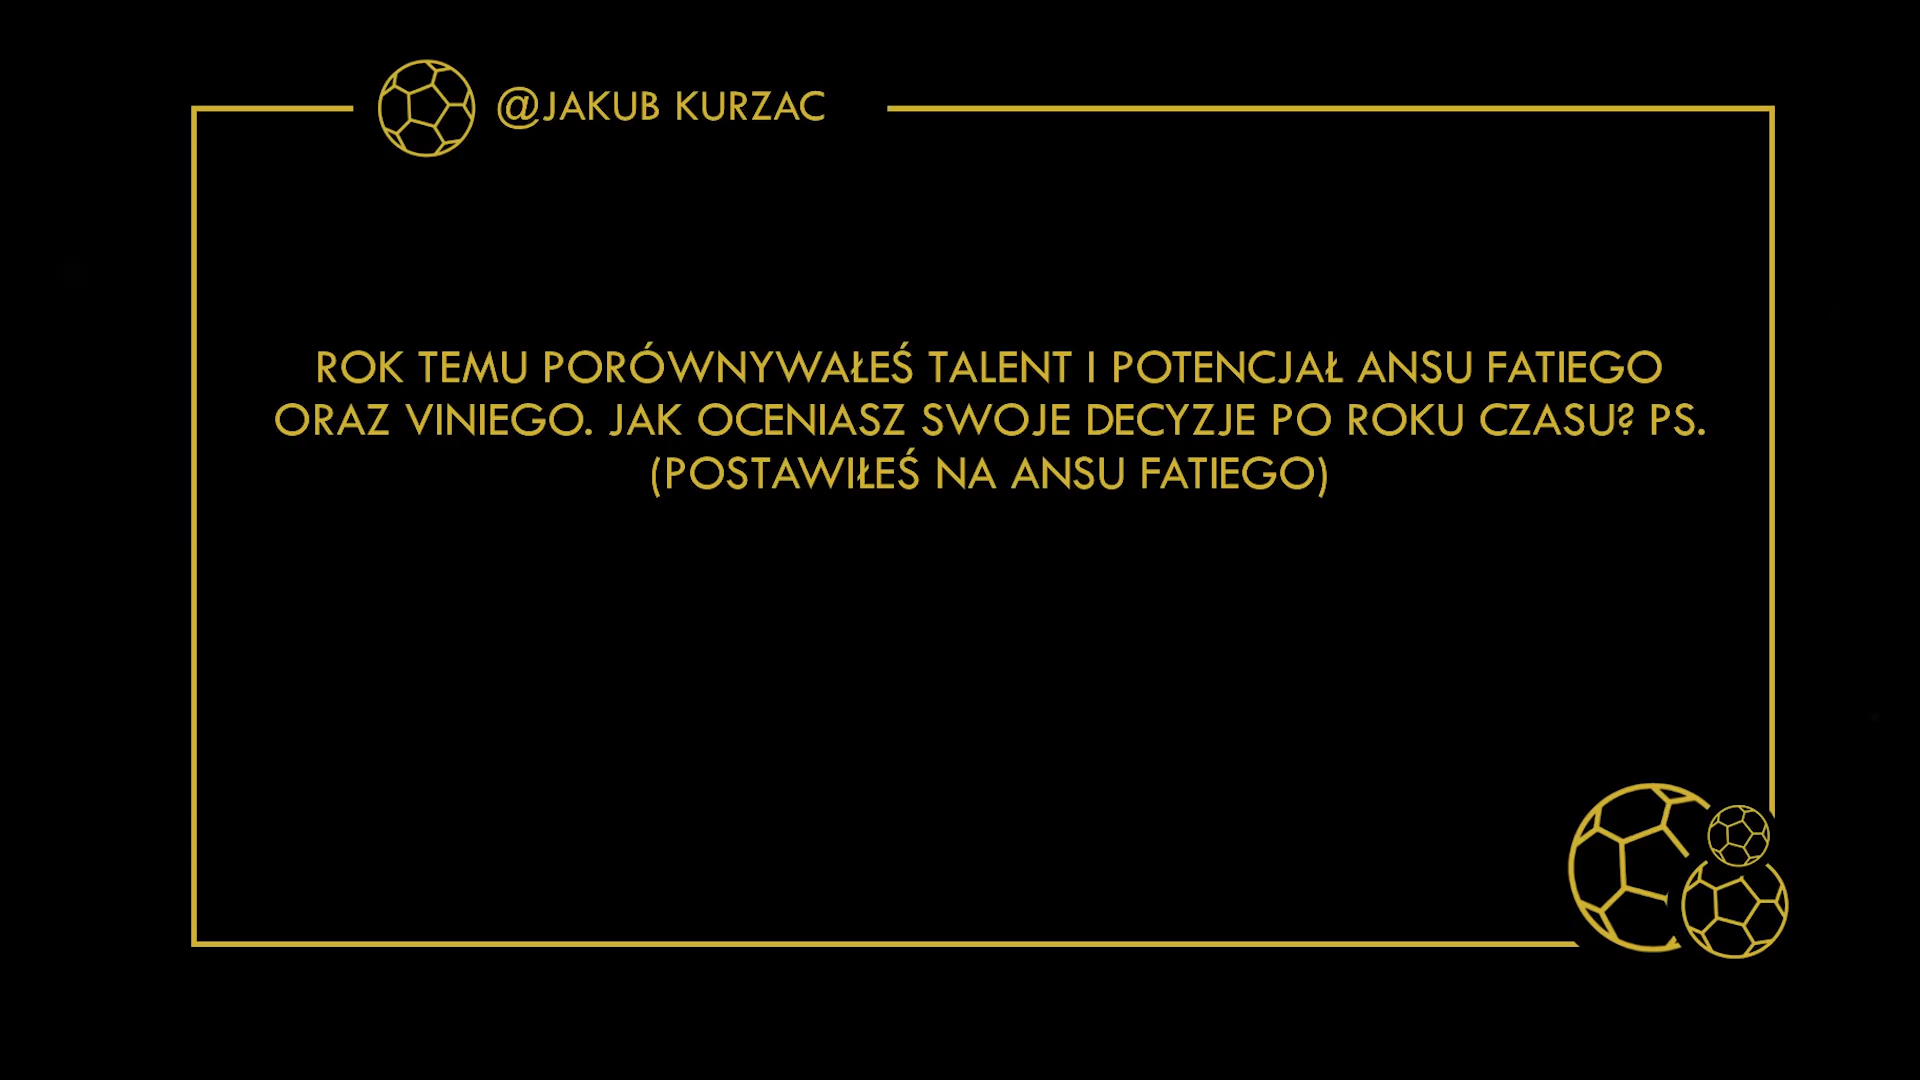 @JAKUB KURZAC
ROK TEMU PORÓWNYWAŁEŚ TALENT I POTENCJAŁ ANSU FATIEGO
ORAZ VINIEGO. JAK OCENIASZ SWOJE DECYZJE PO ROKU CZASU? PS.
(POSTAWIŁEŚ NA ANSU FATIEGO)